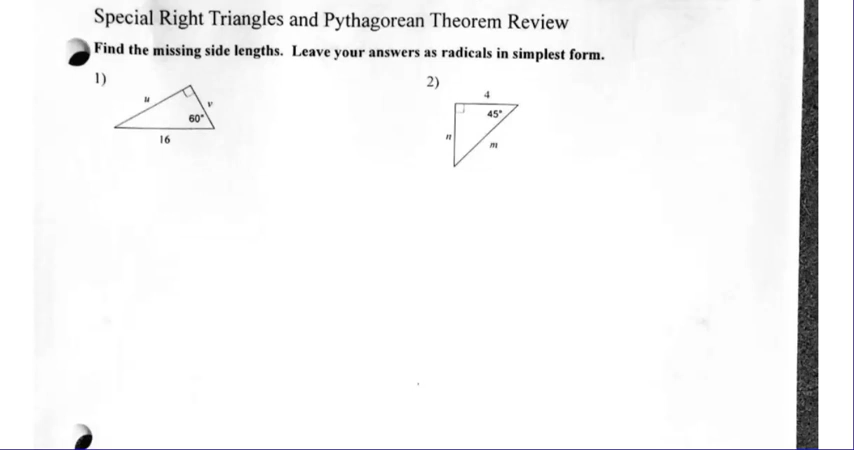 Special Right Triangles and Pythagorean Theorem Review
Find the missing side lengths. Leave your answers as radicals in simplest form.
1)
u
v
60°
16
2)
4
45°
n
m